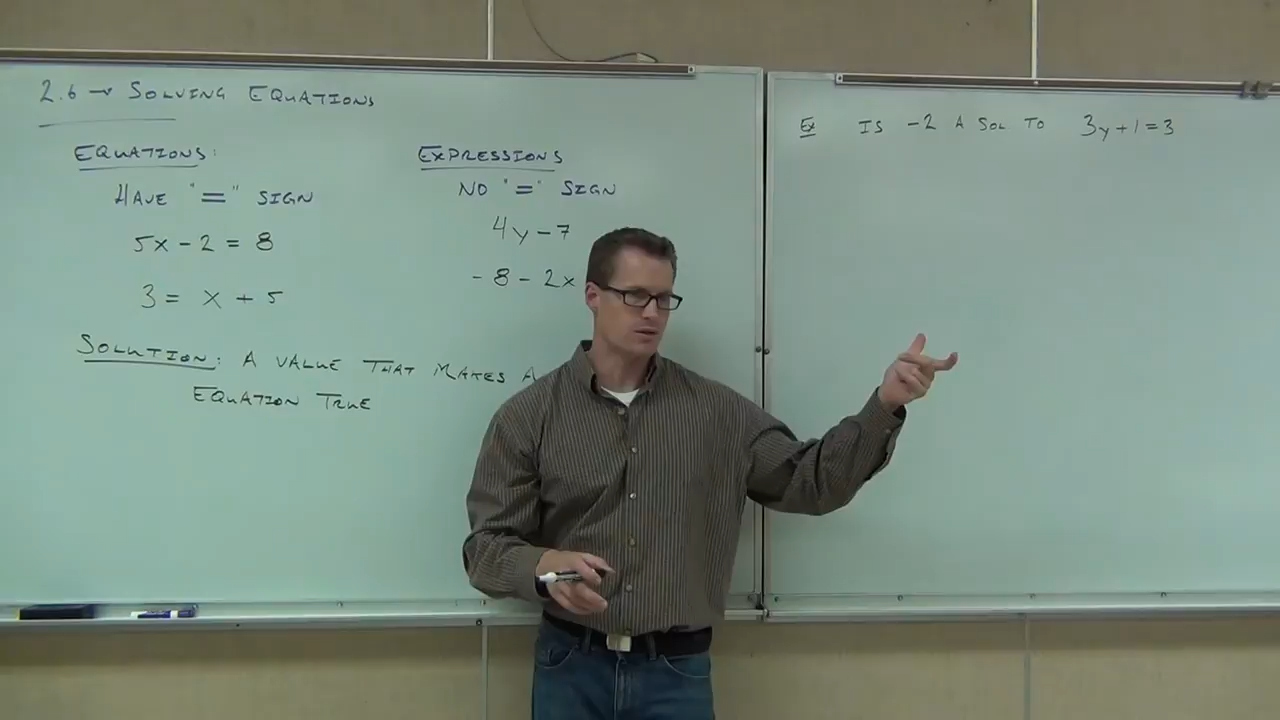 2.6 → SOLVING EQUATIONS
EQUATIONS:
HAVE "=" SIGN
5x - 2 = 8
3 = x + 5
EXPRESSIONS
NO "=" SIGN
4y - 7
-8 - 2x
SOLUTION: A VALUE THAT MAKES
EQUATION TRUE
Ex IS -2 A SOL TO 3y + 1 = 3